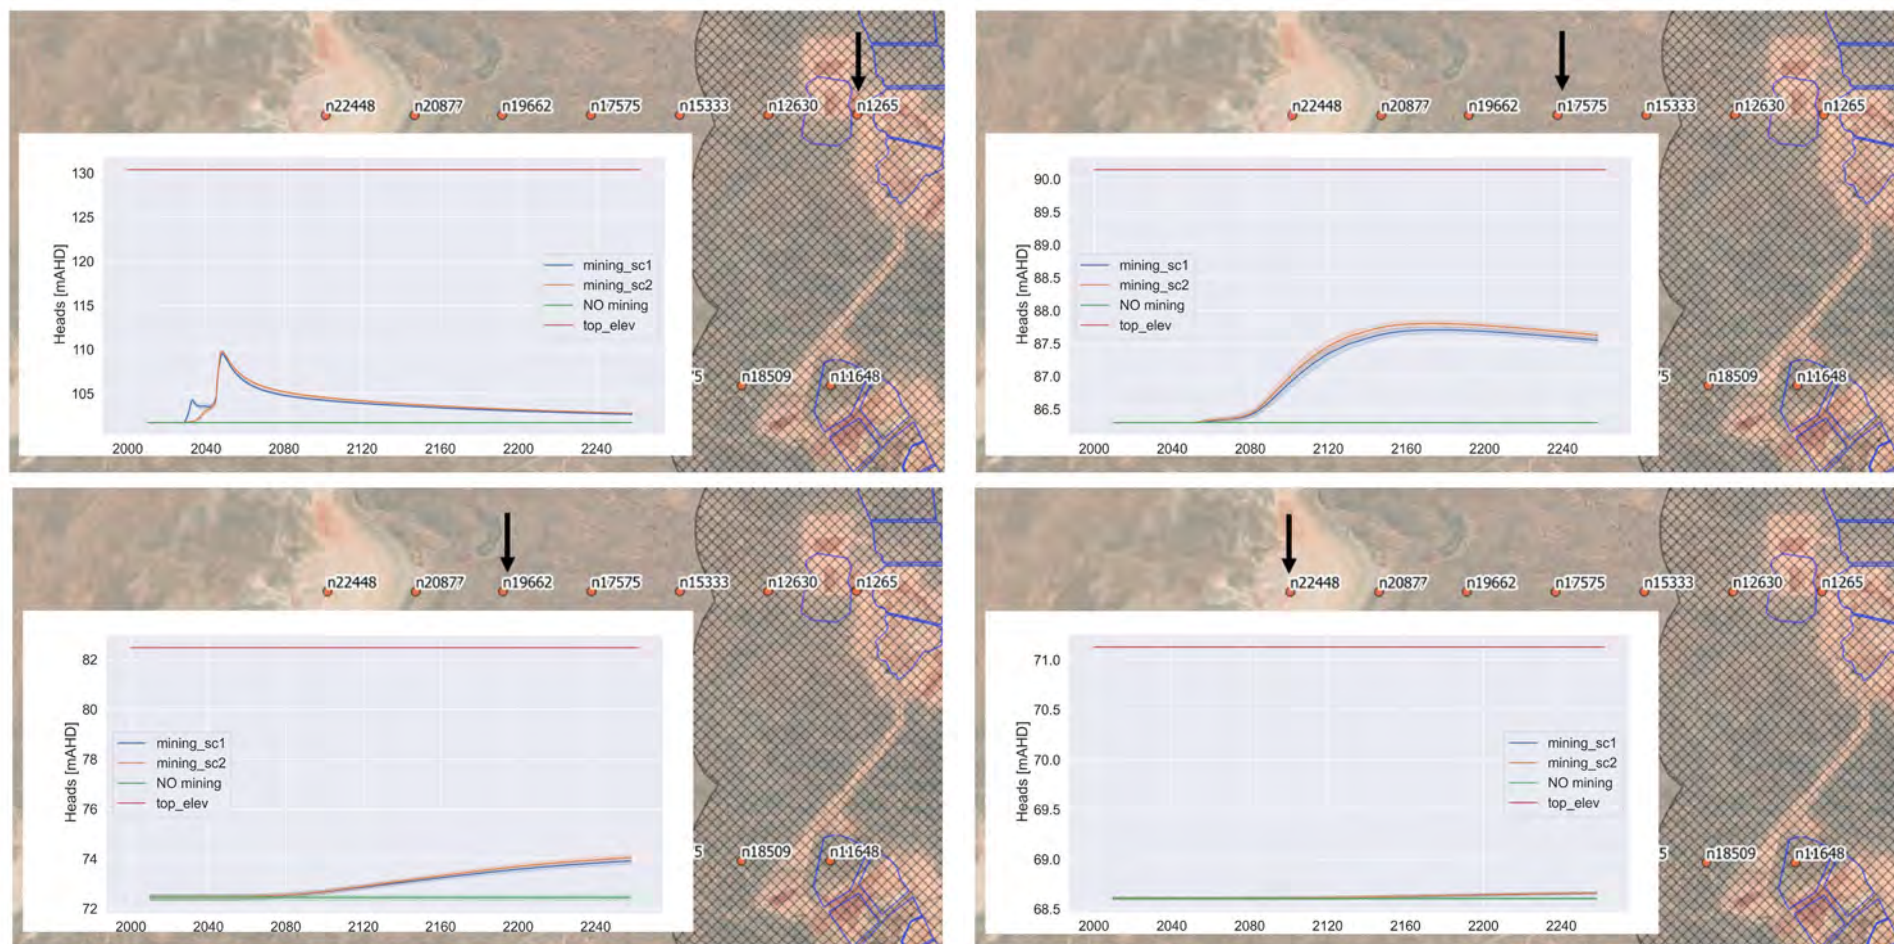 n22448 n20877 n19662 n17575 n15333 n12630 n1265
130
125
120
115
110
105
Heads [mAHD]
mining_sc1
mining_sc2
NO mining
top_elev
2000 2040 2080 2120 2160 2200 2240
5 n18509 n11648
n22448 n20877 n19662 n17575 n15333 n12630 n1265
90.0
89.5
89.0
88.5
88.0
87.5
87.0
86.5
Heads [mAHD]
mining_sc1
mining_sc2
NO mining
top_elev
2000 2040 2080 2120 2160 2200 2240
75 n18509 n11648
n22448 n20877 n19662 n17575 n15333 n12630 n1265
82
80
78
76
74
72
Heads [mAHD]
mining_sc1
mining_sc2
NO mining
top_elev
2000 2040 2080 2120 2160 2200 2240
5 n18509 n11648
n22448 n20877 n19662 n17575 n15333 n12630 n1265
71.0
70.5
70.0
69.5
69.0
68.5
Heads [mAHD]
mining_sc1
mining_sc2
NO mining
top_elev
2000 2040 2080 2120 2160 2200 2240
5 n18509 n11648